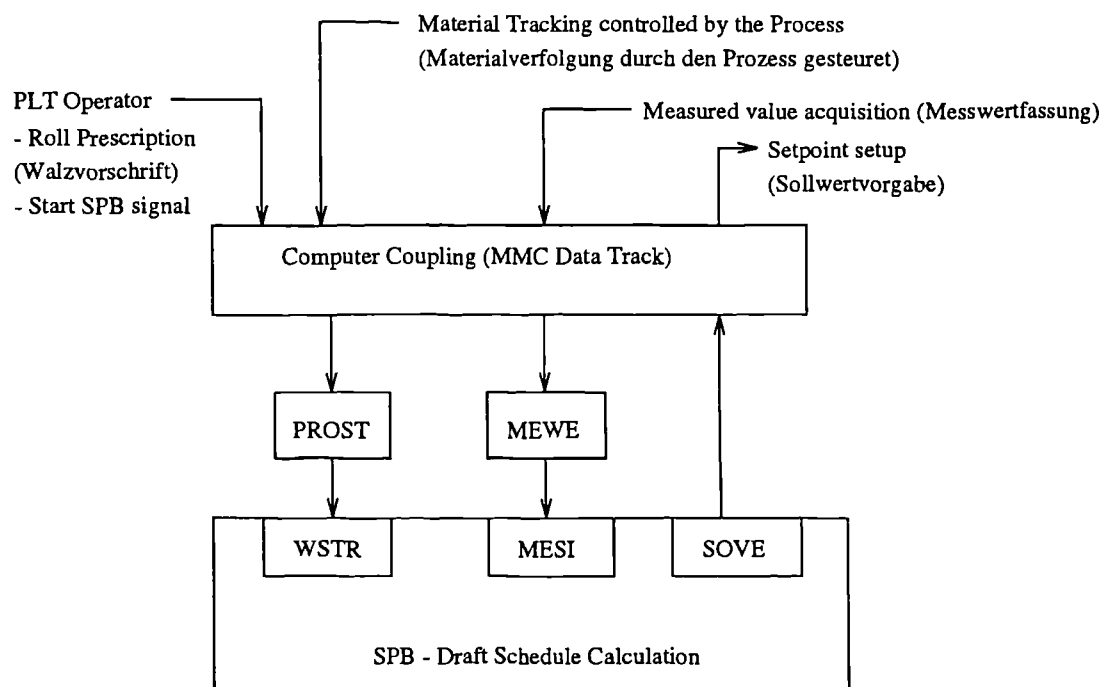 Material Tracking controlled by the Process
(Materialverfolgung durch den Prozess gesteuret)
PLT Operator
- Roll Prescription
(Walzvorschrift)
- Start SPB signal
Measured value acquisition (Messwertfassung)
Setpoint setup
(Sollwertvorgabe)
Computer Coupling (MMC Data Track)
PROST
MEWE
WSTR
MESI
SOVE
SPB - Draft Schedule Calculation